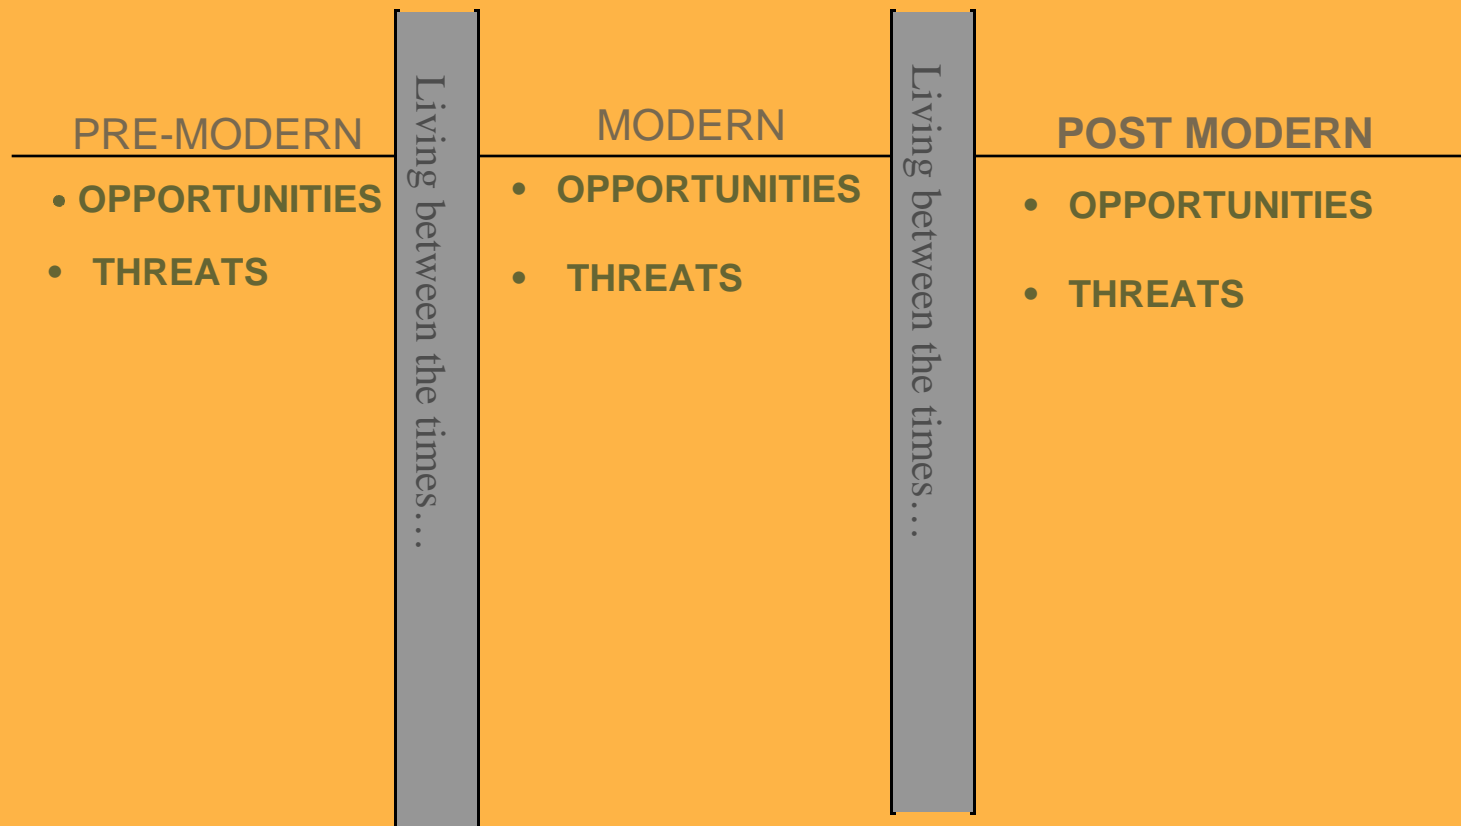 PRE-MODERN
• OPPORTUNITIES
• THREATS
Living between the times….
MODERN
• OPPORTUNITIES
• THREATS
Living between the times….
POST MODERN
• OPPORTUNITIES
• THREATS